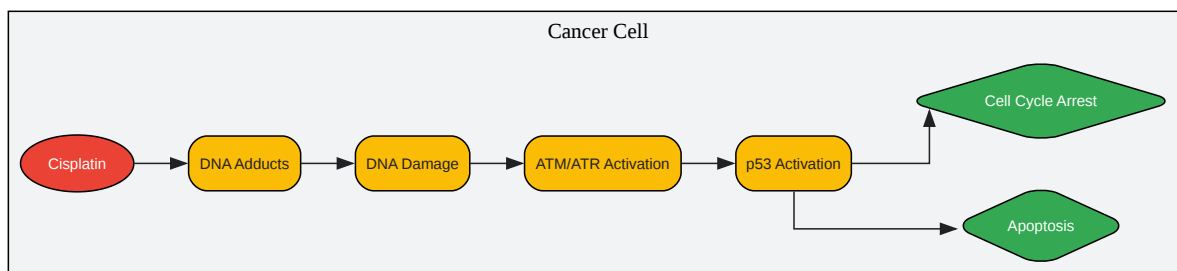 Cancer Cell
Cisplatin
DNA Adducts
DNA Damage
ATM/ATR Activation
p53 Activation
Cell Cycle Arrest
Apoptosis